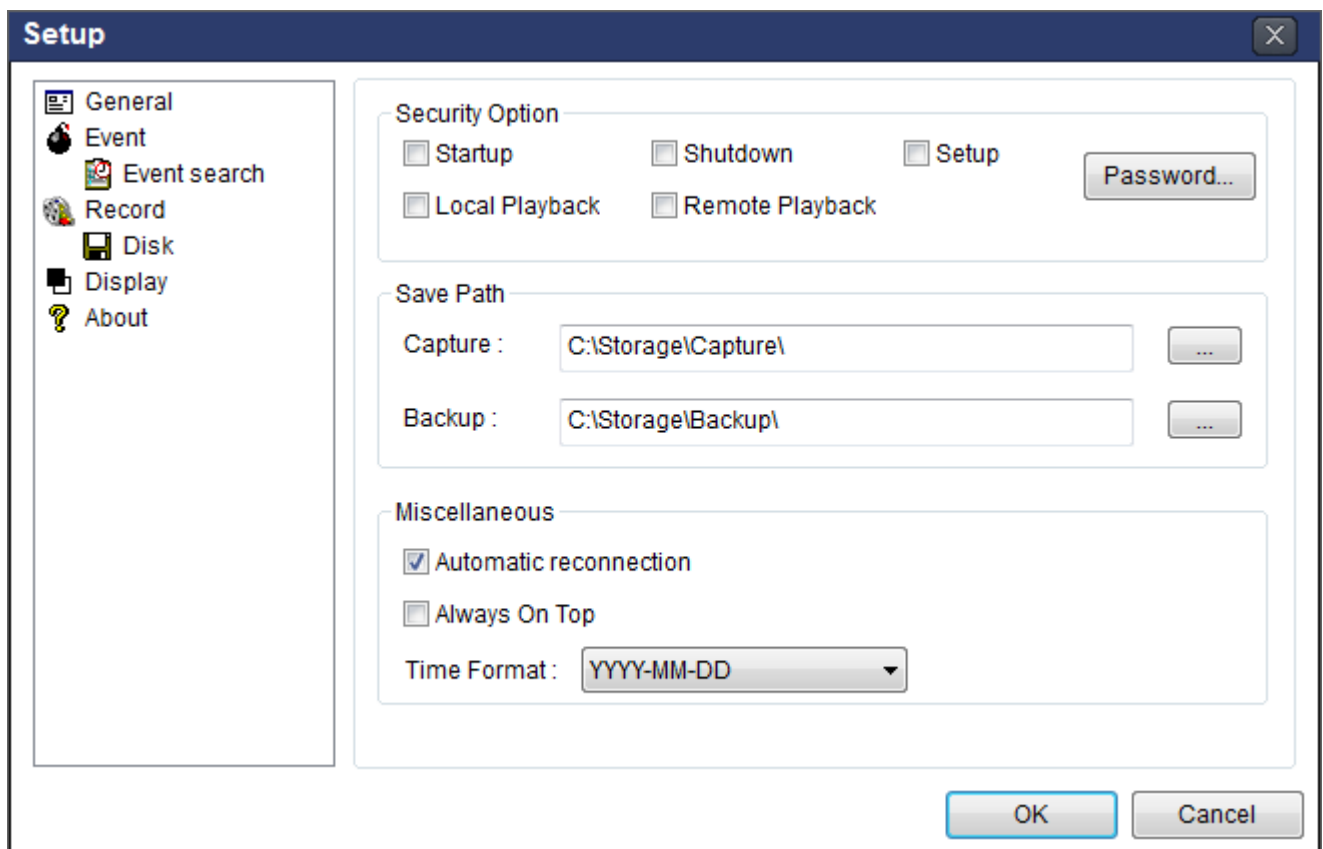 Setup
General
Event
Event search
Record
Disk
Display
About
Security Option
Startup Shutdown Setup
Password...
Local Playback Remote Playback
Save Path
Capture : C:\Storage\Capture\ ...
Backup : C:\Storage\Backup\ ...
Miscellaneous
Automatic reconnection
Always On Top
Time Format : YYYY-MM-DD
OK Cancel